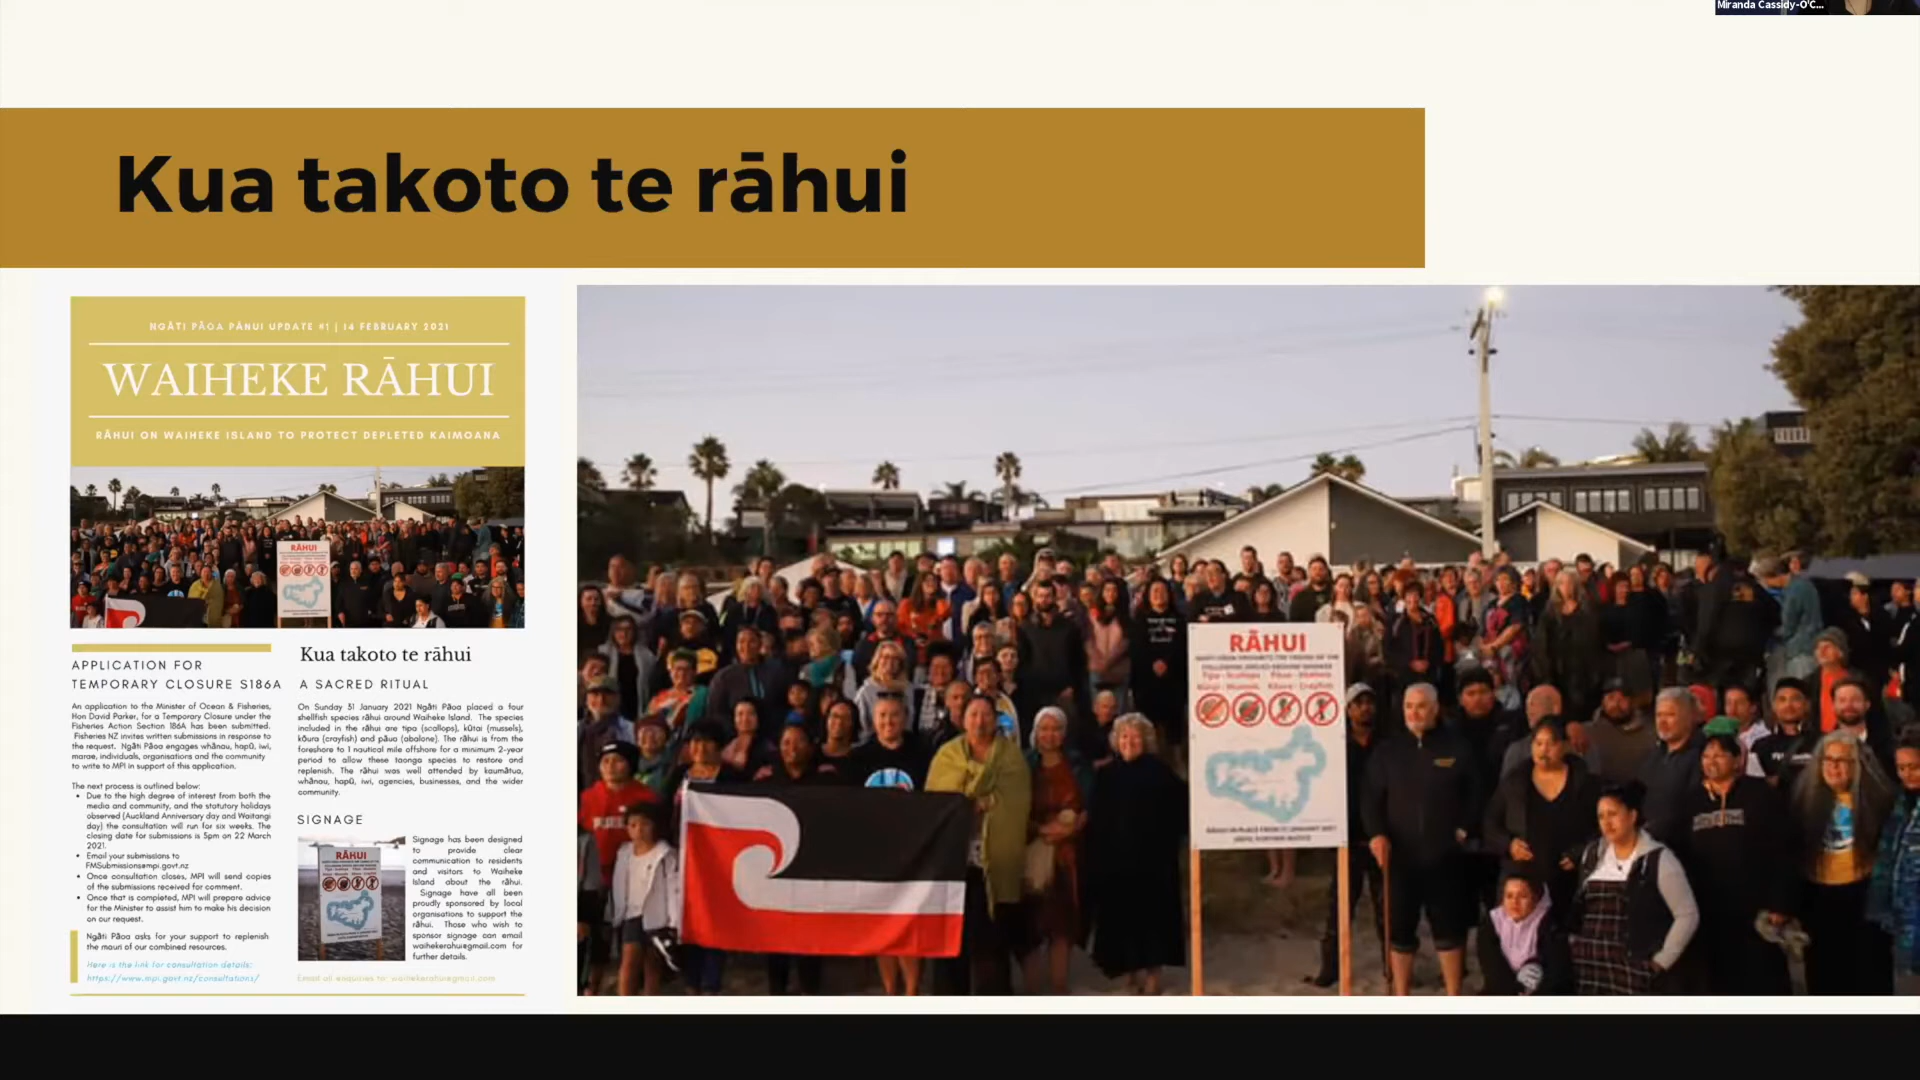 Miranda Cassidy-O'C...
Kua takoto te rāhui
NGĀTI PĀOA PĀNUI UPDATE #1 | 14 FEBRUARY 2021
WAIHEKE RĀHUI
RĀHUI ON WAIHEKE ISLAND TO PROTECT DEPLETED KAIMOANA
RĀHUI
APPLICATION FOR
TEMPORARY CLOSURE S186A
An application to the Minister of Ocean & Fisheries,
Hon David Parker, for a Temporary Closure under the
Fisheries Action Section 186A has been submitted.
Fisheries NZ invites written submissions in response to
the request. Ngāti Pāoa engages whānau, hapū, iwi,
marae, individuals, organisations and the community
to write to MPI in support of this application.
The next process is outlined below:
• Due to the high degree of interest from both the
media and community, and the statutory holidays
observed (Auckland Anniversary day and Waitangi
day) the consultation will run for six weeks. The
closing date for submissions is 5pm on 22 March
2021.
• Email your submissions to
FMSubmissions@mpi.govt.nz
• Once consultation closes, MPI will send copies
of the submissions received for comment.
• Once that is completed, MPI will prepare advice
for the Minister to assist him to make his decision
on our request.
Ngāti Pāoa asks for your support to replenish
the mauri of our combined resources.
Here is the link for consultation details:
https://www.mpi.govt.nz/consultations/
Kua takoto te rāhui
A SACRED RITUAL
On Sunday 31 January 2021 Ngāti Pāoa placed a four
shellfish species rāhui around Waiheke Island. The species
included in the rāhui are tipa (scallops), kūtai (mussels),
kōura (crayfish) and pāua (abalone). The rāhui is from the
foreshore to 1 nautical mile offshore for a minimum 2-year
period to allow these taonga species to restore and
replenish. The rāhui was well attended by kaumātua,
whānau, hapū, iwi, agencies, businesses, and the wider
community.
SIGNAGE
RĀHUI
Signage has been designed
to provide clear
communication to residents
and visitors to Waiheke
Island about the rāhui.
Signage have all been
proudly sponsored by local
organisations to support the
rāhui. Those who wish to
sponsor signage can email
waihekerahui@gmail.com for
further details.
Email all enquiries to: waihekerahui@gmail.com
RĀHUI